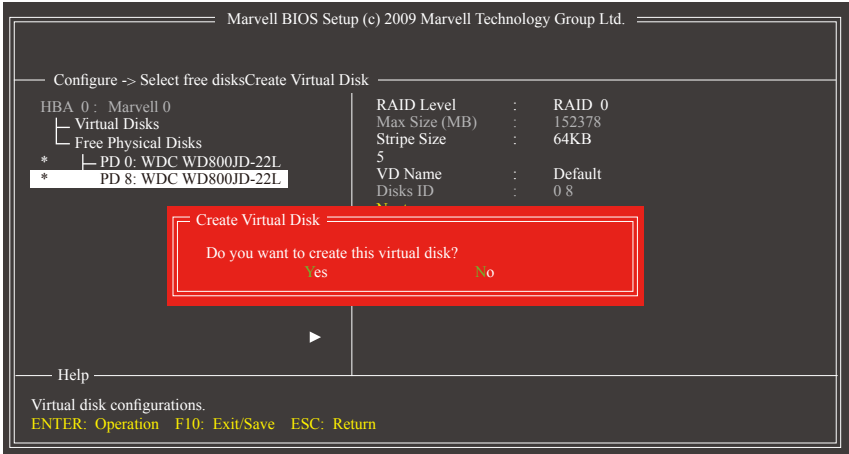 Marvell BIOS Setup (c) 2009 Marvell Technology Group Ltd.
Configure -> Select free disksCreate Virtual Disk
HBA 0 : Marvell 0
Virtual Disks
Free Physical Disks
* PD 0: WDC WD800JD-22L
* PD 8: WDC WD800JD-22L
RAID Level : RAID 0
Max Size (MB) : 152378
Stripe Size : 64KB
5
VD Name : Default
Disks ID : 0 8
Create Virtual Disk
Do you want to create this virtual disk?
Yes No
Help
Virtual disk configurations.
ENTER: Operation F10: Exit/Save ESC: Return